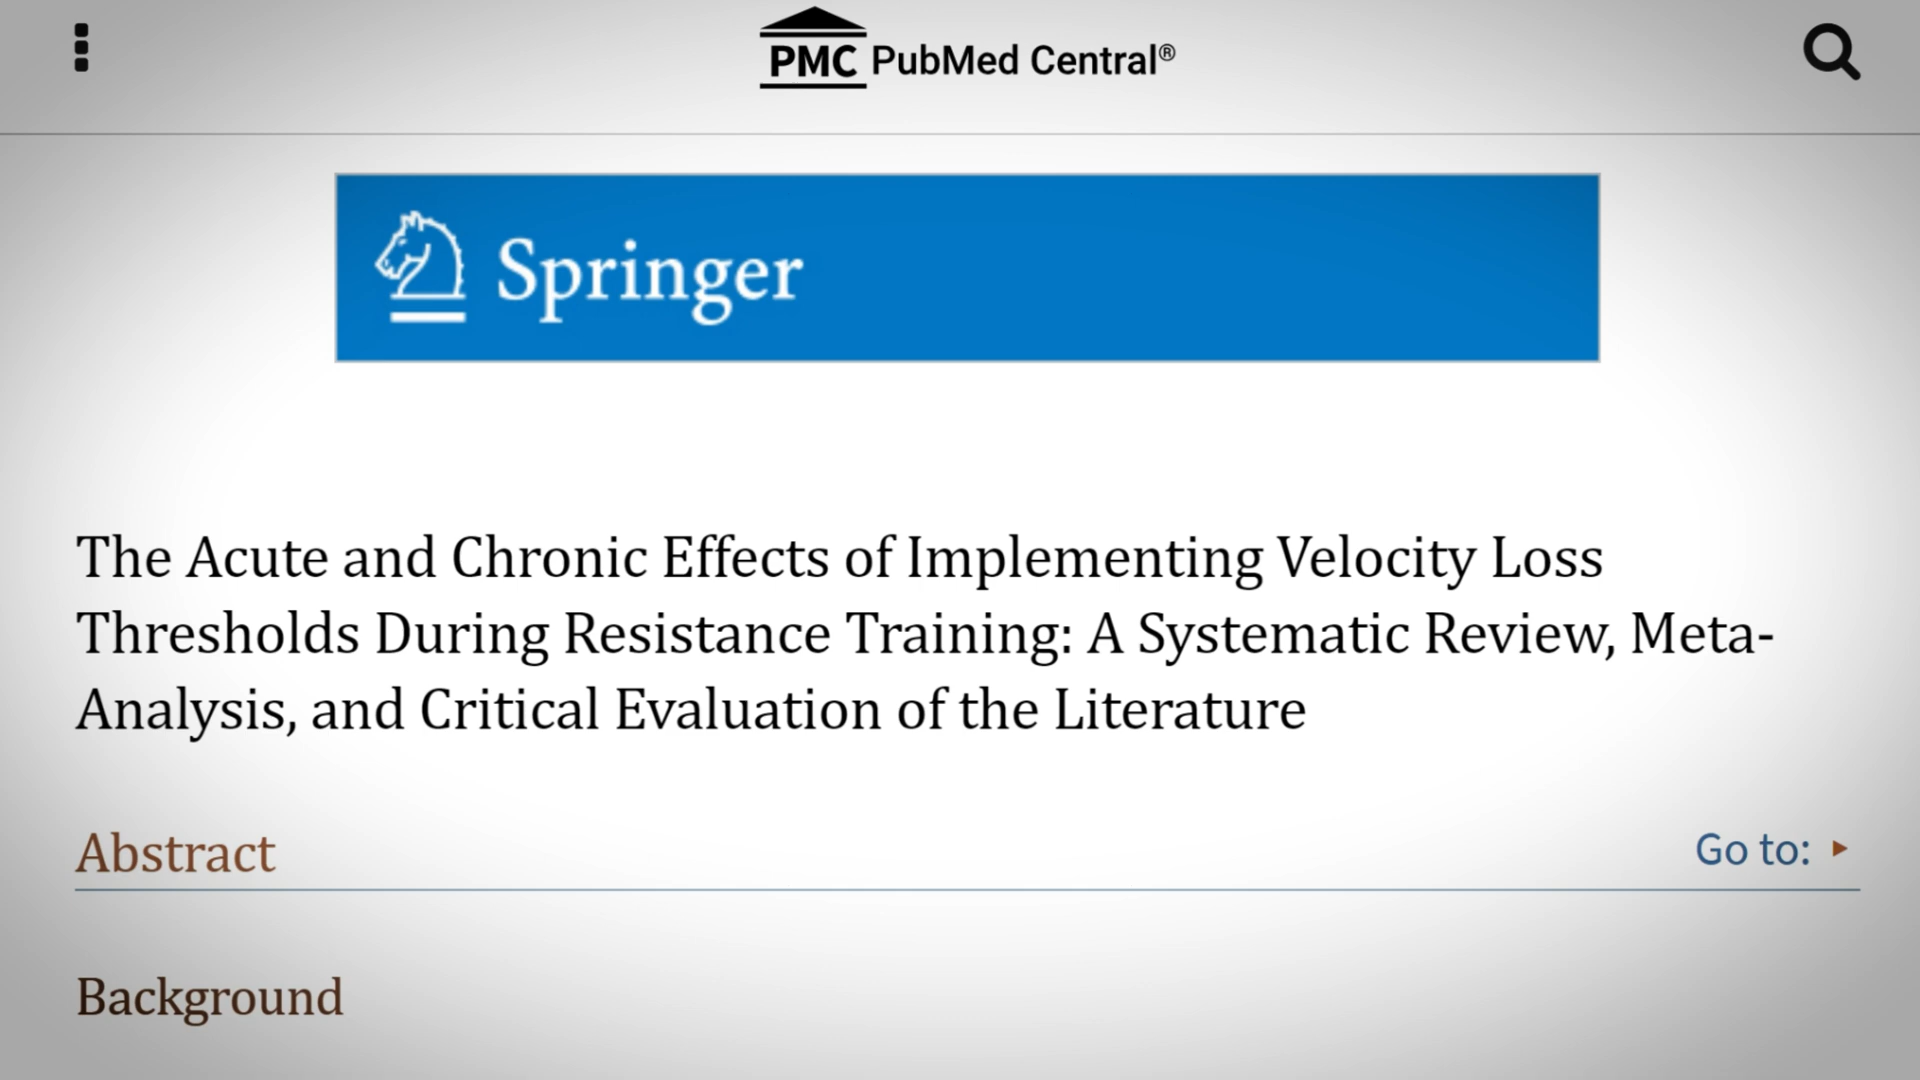 PMC PubMed Central®
Springer
The Acute and Chronic Effects of Implementing Velocity Loss
Thresholds During Resistance Training: A Systematic Review, Meta-
Analysis, and Critical Evaluation of the Literature
Abstract
Go to:
Background